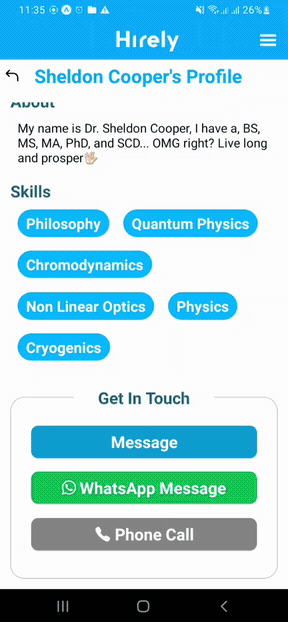 11:35 26%
Hirely
Sheldon Cooper's Profile
About
My name is Dr. Sheldon Cooper, I have a, BS,
MS, MA, PhD, and SCD... OMG right? Live long
and prosper🖖🏻
Skills
Philosophy Quantum Physics
Chromodynamics
Non Linear Optics Physics
Cryogenics
Get In Touch
Message
WhatsApp Message
Phone Call